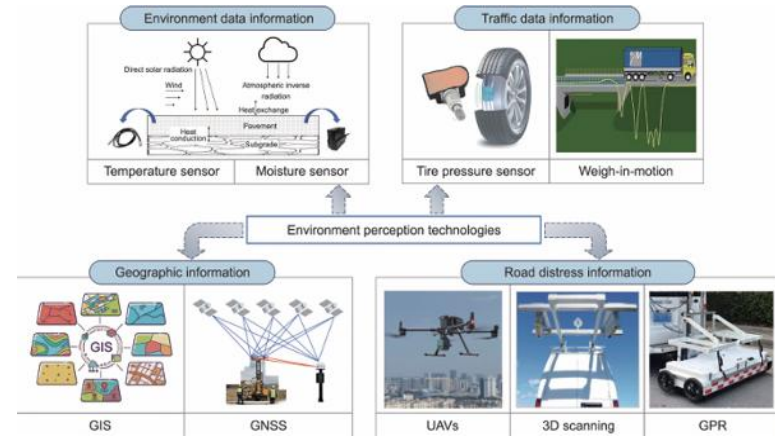 Environment data information
Traffic data information
Direct solar radiation
Wind
Atmospheric inverse
radiation
Heat exchange
Pavement
Heat
conduction
Subgrade
Temperature sensor
Moisture sensor
Tire pressure sensor
Weigh-in-motion
Environment perception technologies
Geographic information
Road distress information
GIS
GIS
GNSS
UAVs
3D scanning
GPR